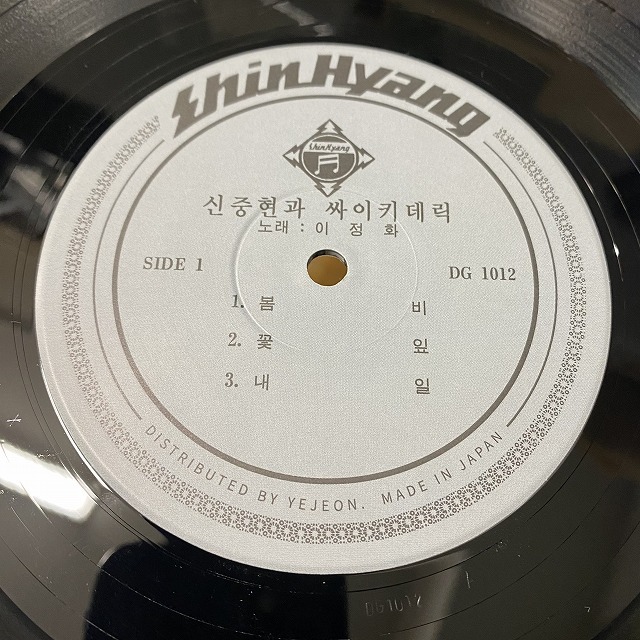 ShinHyang
ShinHyang
신중현과 싸이키데릭
노래 : 이 정 화
SIDE 1
DG 1012
1. 봄 비
2. 꽃 잎
3. 내 일
DISTRIBUTED BY YEJEON. MADE IN JAPAN
DG1012